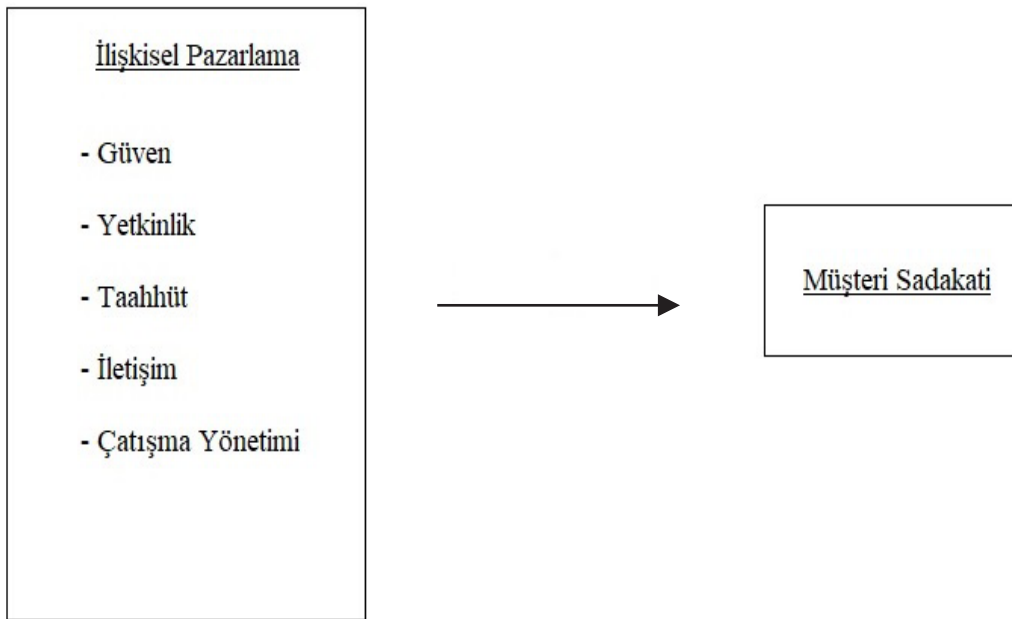 İlişkisel Pazarlama
- Güven
- Yetkinlik
- Taahhüt
- İletişim
- Çatışma Yönetimi
Müşteri Sadakati